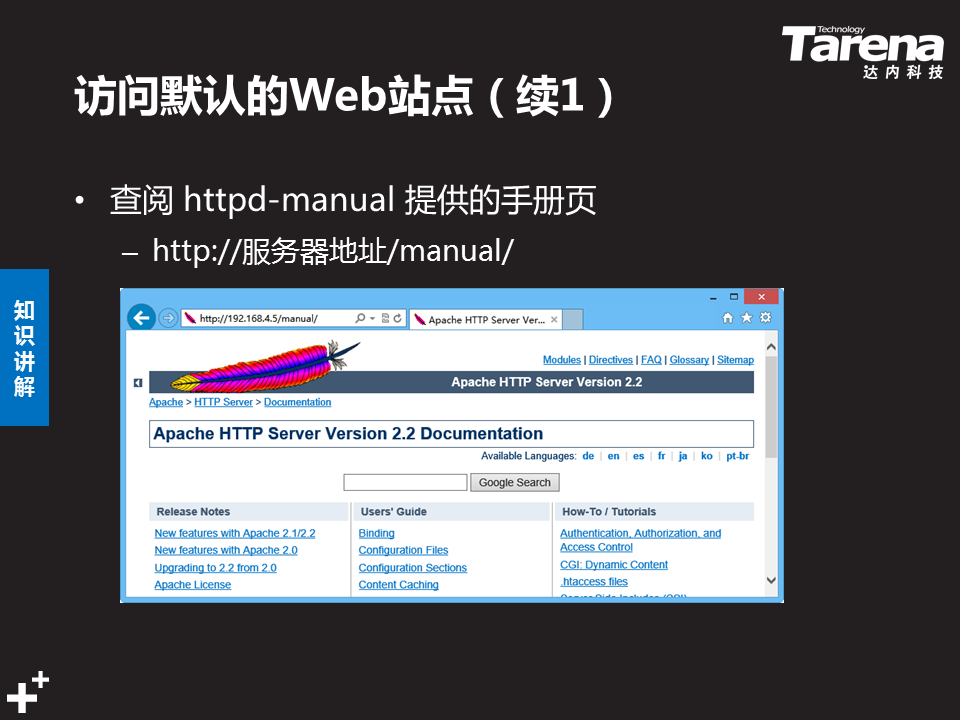 Technology
Tarena
达内科技
访问默认的Web站点（续1）
• 查阅 httpd-manual 提供的手册页
– http://服务器地址/manual/
知识讲解
http://192.168.4.5/manual/
Apache HTTP Server Ver...
Modules | Directives | FAQ | Glossary | Sitemap
Apache HTTP Server Version 2.2
Apache > HTTP Server > Documentation
Apache HTTP Server Version 2.2 Documentation
Available Languages: de | en | es | fr | ja | ko | pt-br
Google Search
Release Notes
New features with Apache 2.1/2.2
New features with Apache 2.0
Upgrading to 2.2 from 2.0
Apache License
Users' Guide
Binding
Configuration Files
Configuration Sections
Content Caching
How-To / Tutorials
Authentication, Authorization, and
Access Control
CGI: Dynamic Content
.htaccess files
Server Side Includes (SSI)